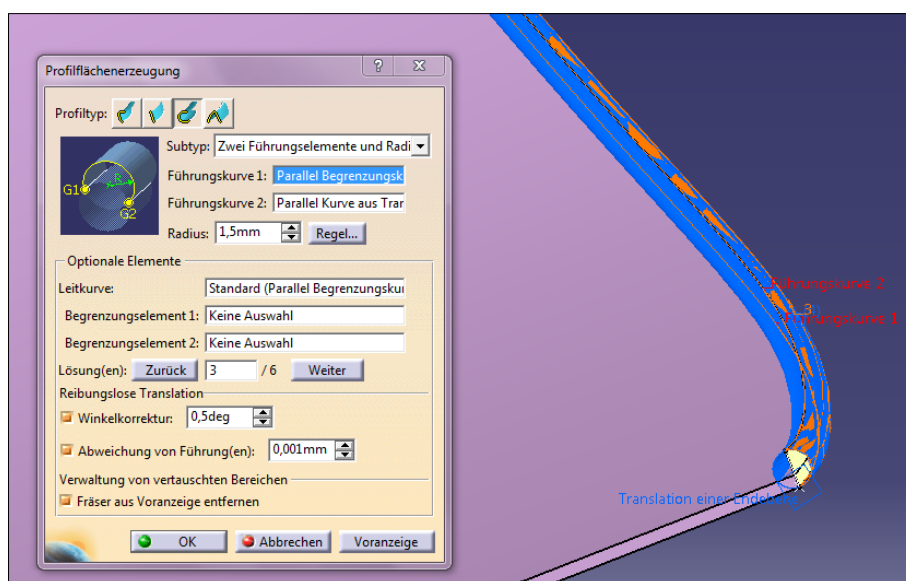 Profilflächenerzeugung
Profiltyp:
Subtyp: Zwei Führungselemente und Radi
G1
R
G2
Führungskurve 1: Parallel Begrenzungsk
Führungskurve 2: Parallel Kurve aus Tran
Radius: 1,5mm Regel...
Optionale Elemente
Leitkurve: Standard (Parallel Begrenzungskur
Begrenzungselement 1: Keine Auswahl
Begrenzungselement 2: Keine Auswahl
Lösung(en): Zurück 3 / 6 Weiter
Reibungslose Translation
Winkelkorrektur: 0,5deg
Abweichung von Führung(en): 0,001mm
Verwaltung von vertauschten Bereichen
Fräser aus Voranzeige entfernen
OK Abbrechen Voranzeige
Führungskurve 2
3
Führungskurve 1
Translation einer Endebene